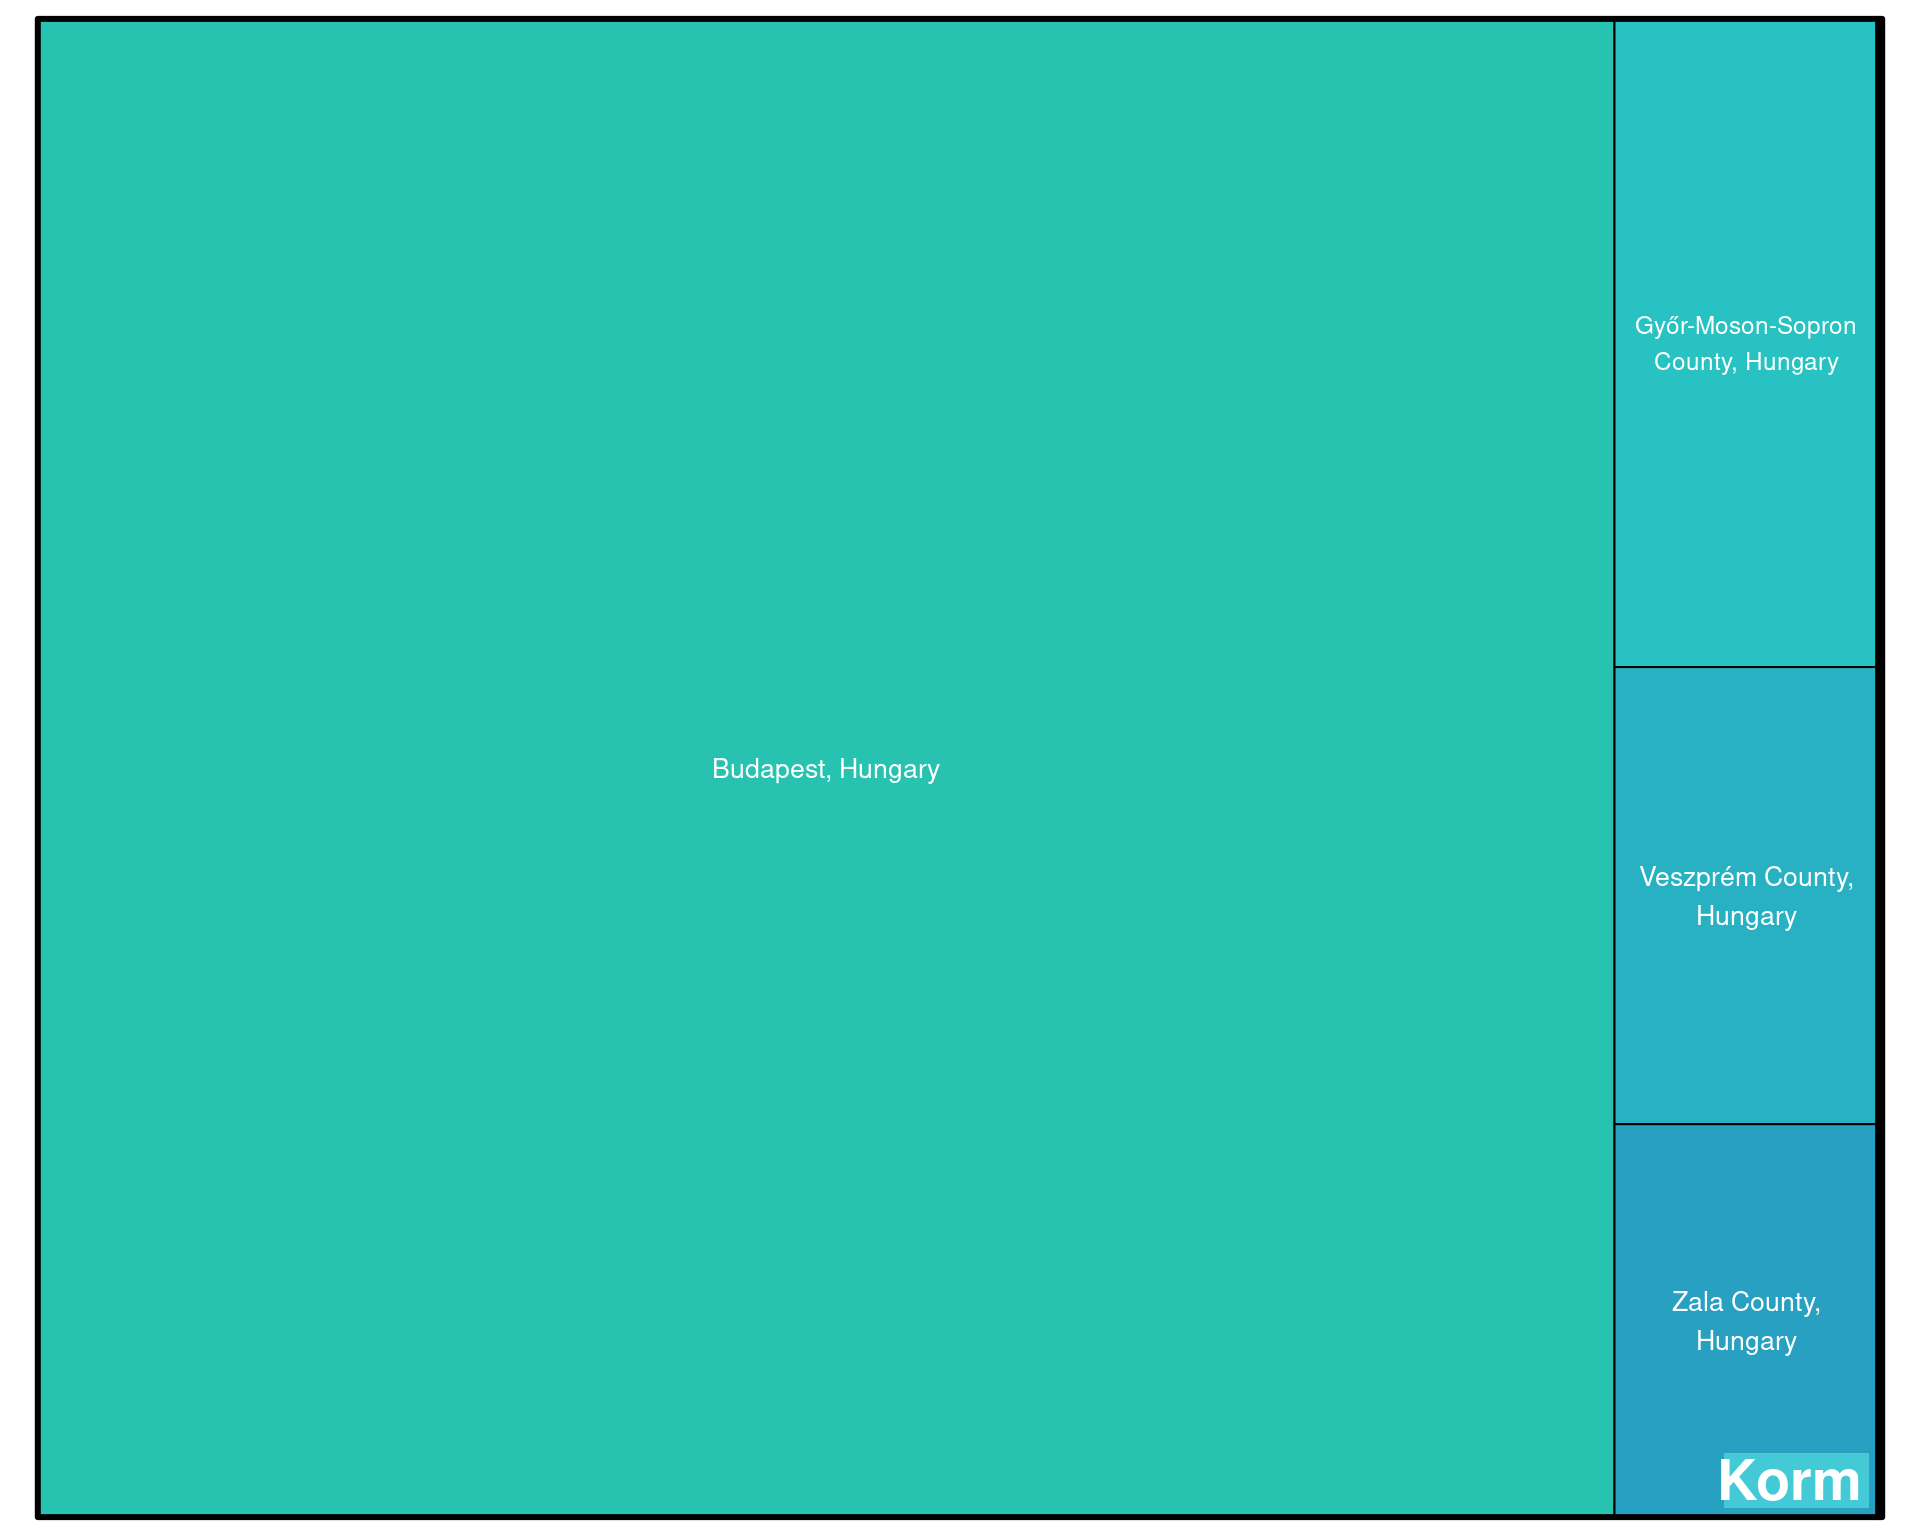 Budapest, Hungary
Győr-Moson-Sopron
County, Hungary
Veszprém County,
Hungary
Zala County,
Hungary
Korm